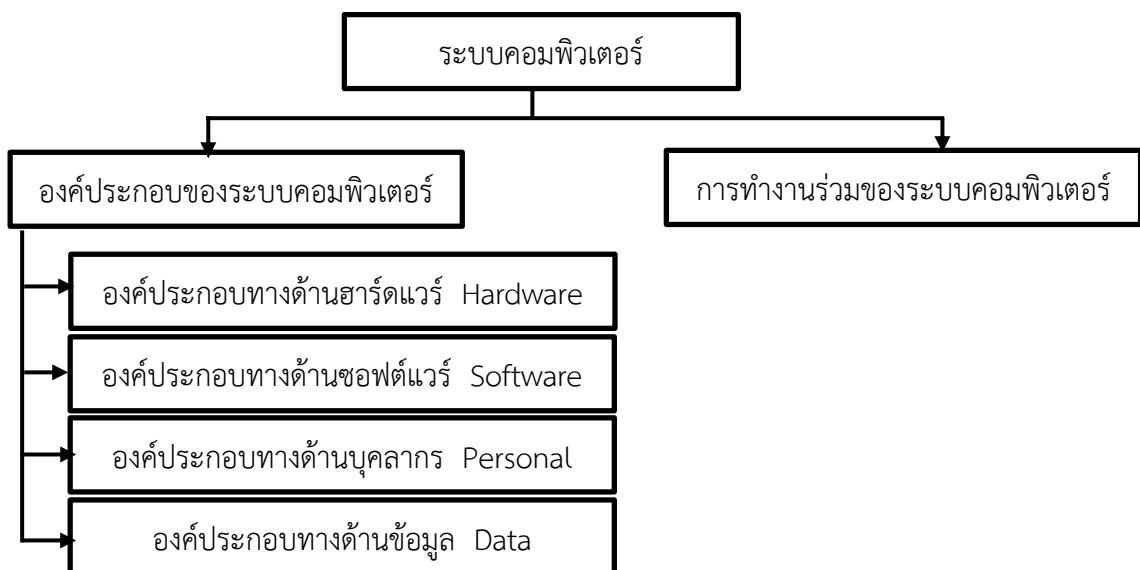 ระบบคอมพิวเตอร์
องค์ประกอบของระบบคอมพิวเตอร์
การทำงานร่วมของระบบคอมพิวเตอร์
องค์ประกอบทางด้านฮาร์ดแวร์ Hardware
องค์ประกอบทางด้านซอฟต์แวร์ Software
องค์ประกอบทางด้านบุคลากร Personal
องค์ประกอบทางด้านข้อมูล Data